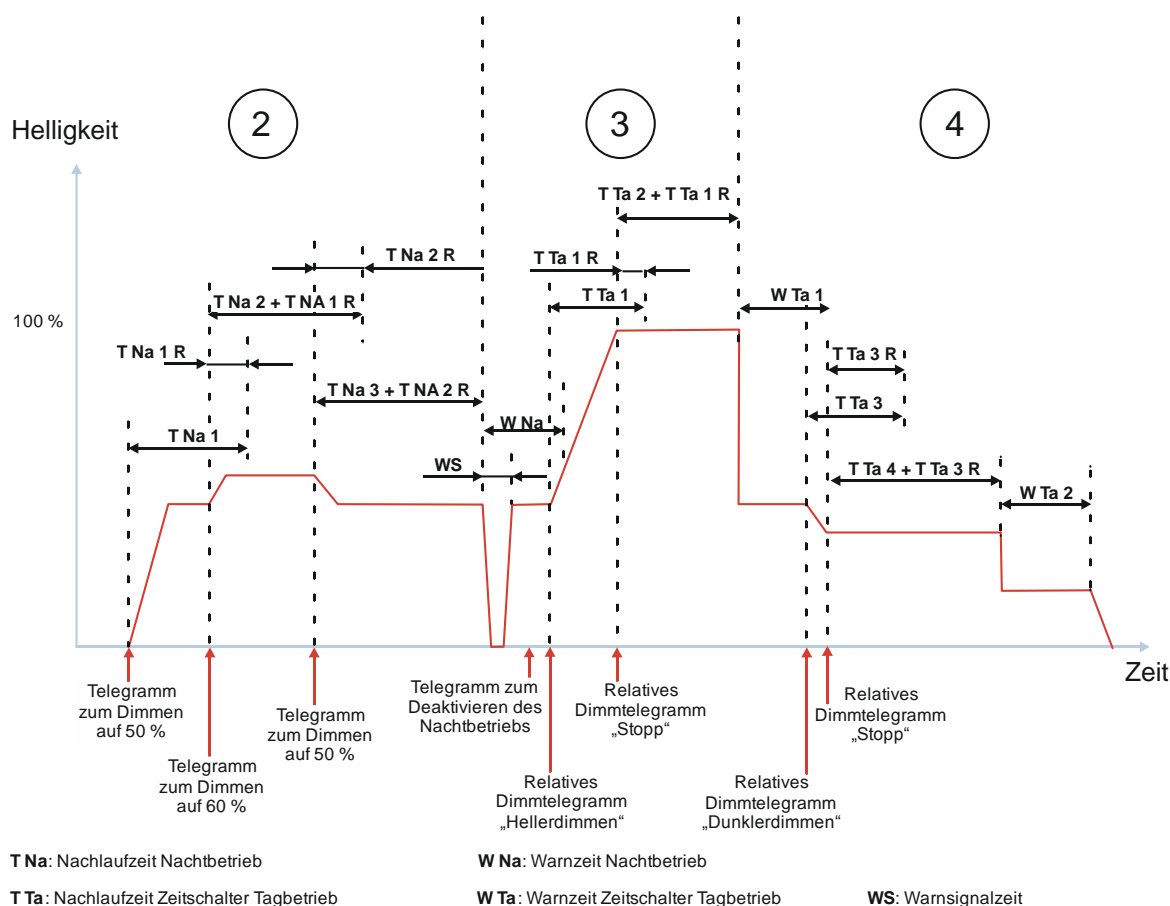 2
3
4
Helligkeit
T Ta 2 + T Ta 1 R
T Na 2 R
T Ta 1 R
T Na 2 + T NA 1 R
T Ta 1
W Ta 1
100 %
T Na 1 R
T Ta 3 R
T Na 3 + T NA 2 R
T Ta 3
W Na
T Na 1
WS
T Ta 4 + T Ta 3 R
W Ta 2
Zeit
Telegramm
zum Dimmen
auf 50 %
Telegramm
zum Dimmen
auf 60 %
Telegramm
zum Dimmen
auf 50 %
Telegramm zum
Deaktivieren des
Nachtbetriebs
Relatives
Dimmtelegramm
„Hellerdimmen“
Relatives
Dimmtelegramm
„Stopp“
Relatives
Dimmtelegramm
„Dunklerdimmen“
Relatives
Dimmtelegramm
„Stopp“
T Na: Nachlaufzeit Nachtbetrieb
W Na: Warnzeit Nachtbetrieb
T Ta: Nachlaufzeit Zeitschalter Tagbetrieb
W Ta: Warnzeit Zeitschalter Tagbetrieb
WS: Warnsignalzeit